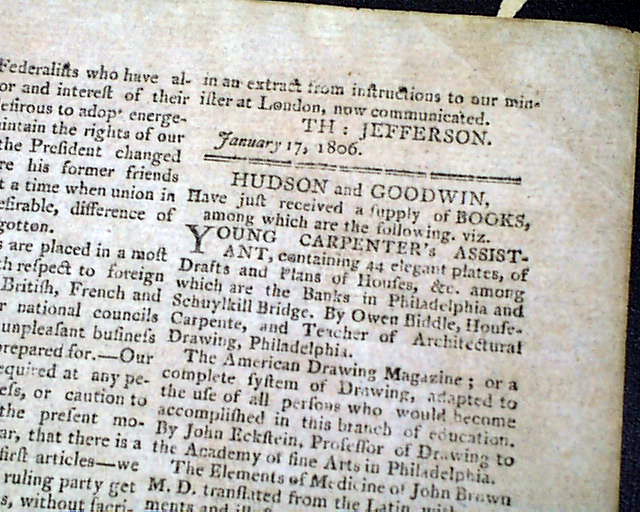 Federaliſts who have al-
or and intereſt of their
eſirous to adopt energe-
aintain the rights of our
the Preſident changed
re his former friends
t a time when union in
eſirable, difference of
gotten.
s are placed in a moſt
th reſpect to foreign
Britiſh, French and
r national councils
unpleaſant buſineſs
prepared for.—Our
equired at any pe-
eſs, or caution to
the preſent mo-
ar, that there is a
firſt articles—we
ruling party get
s, without ſacri-
in an extract from inſtructions to our min-
iſter at London, now communicated.
TH: JEFFERSON.
January 17, 1806.
HUDSON and GOODWIN,
Have juſt received a ſupply of BOOKS,
among which are the following. viz.
YOUNG CARPENTER's ASSIST-
ANT, containing 44 elegant plates, of
Drafts and Plans of Houſes, &c. among
which are the Banks in Philadelphia and
Schuylkill Bridge. By Owen Biddle, Houſe-
Carpente, and Teacher of Architectural
Drawing, Philadelphia.
The American Drawing Magazine; or a
complete ſyſtem of Drawing, adapted to
the uſe of all perſons who would become
accompliſhed in this branch of education.
By John Eckſtein, Profeſſor of Drawing to
the Academy of fine Arts in Philadelphia.
The Elements of Medicine of John Brown
M. D. tranſlated from the Latin, with
ments and